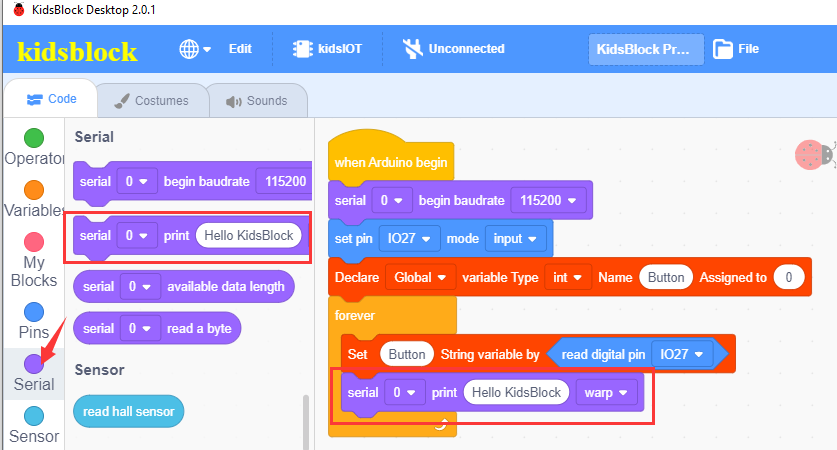 KidsBlock Desktop 2.0.1
kidsblock Edit kidsIOT Unconnected KidsBlock Pr... File
Code Costumes Sounds
Operator
Variables
My
Blocks
Pins
Serial
Sensor
Serial
serial 0 begin baudrate 115200
serial 0 print Hello KidsBlock
serial 0 available data length
serial 0 read a byte
Sensor
read hall sensor
when Arduino begin
serial 0 begin baudrate 115200
set pin IO27 mode input
Declare Global variable Type int Name Button Assigned to 0
forever
Set Button String variable by read digital pin IO27
serial 0 print Hello KidsBlock warp